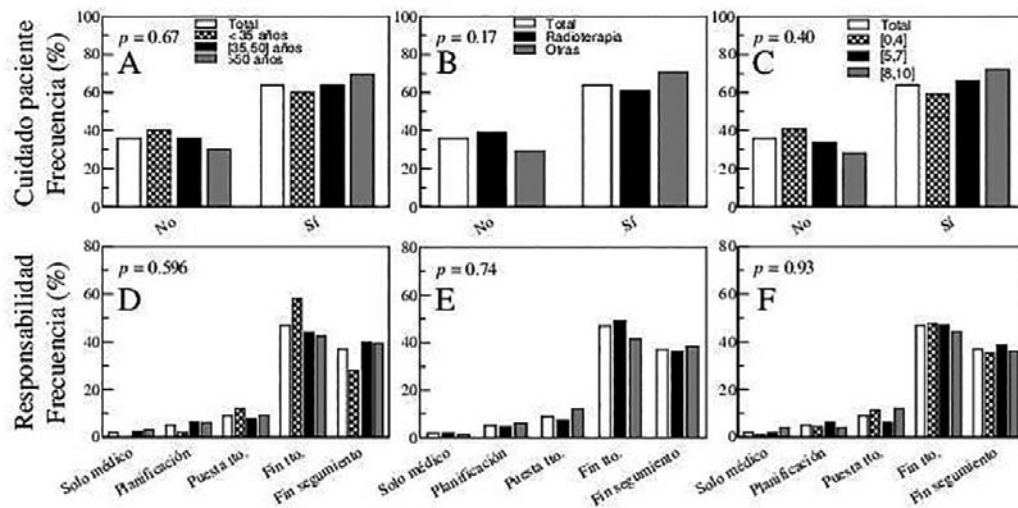 Cuidado paciente
Frecuencia (%)
100
80
60
40
20
0
p = 0.67
A
Total
< 35 años
[35,50] años
>50 años
No
Sí
100
80
60
40
20
0
p = 0.17
B
Total
Radioterapia
Otras
No
Sí
100
80
60
40
20
0
p = 0.40
C
Total
[0,4]
[5,7]
[8,10]
No
Sí
Responsabilidad
Frecuencia (%)
80
60
40
20
0
p = 0.596
D
Solo médico
Planificación
Puesta tto.
Fin tto.
Fin seguimiento
80
60
40
20
0
p = 0.74
E
Solo médico
Planificación
Puesta tto.
Fin tto.
Fin segumiento
80
60
40
20
0
p = 0.93
F
Solo médico
Planificación
Puesta tto.
Fin tto.
Fin segumiento